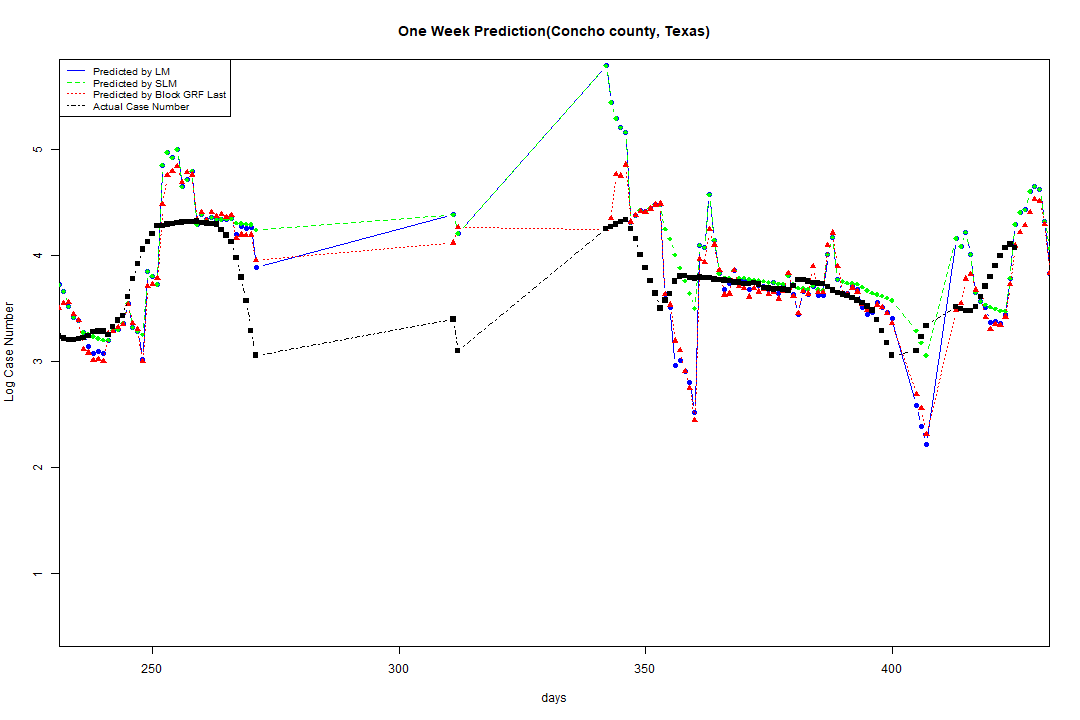 One Week Prediction(Concho county, Texas)
Predicted by LM
Predicted by SLM
Predicted by Block GRF Last
Actual Case Number
5
4
3
2
1
Log Case Number
250 300 350 400
days